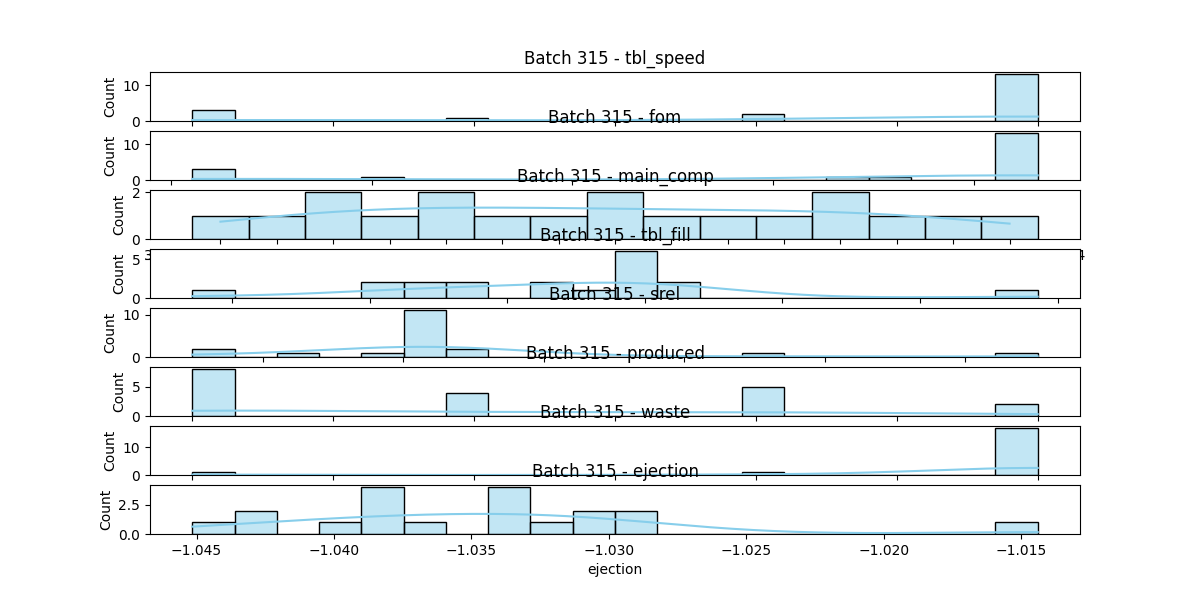 Batch 315 - tbl_speed
Count
10
0
Batch 315 - fom
Count
10
0
Batch 315 - main_comp
Count
2
0
Batch 315 - tbl_fill
Count
5
0
Batch 315 - srel
Count
10
0
Batch 315 - produced
Count
5
0
Batch 315 - waste
Count
10
0
Batch 315 - ejection
Count
2.5
0.0
−1.045 −1.040 −1.035 −1.030 −1.025 −1.020 −1.015
ejection